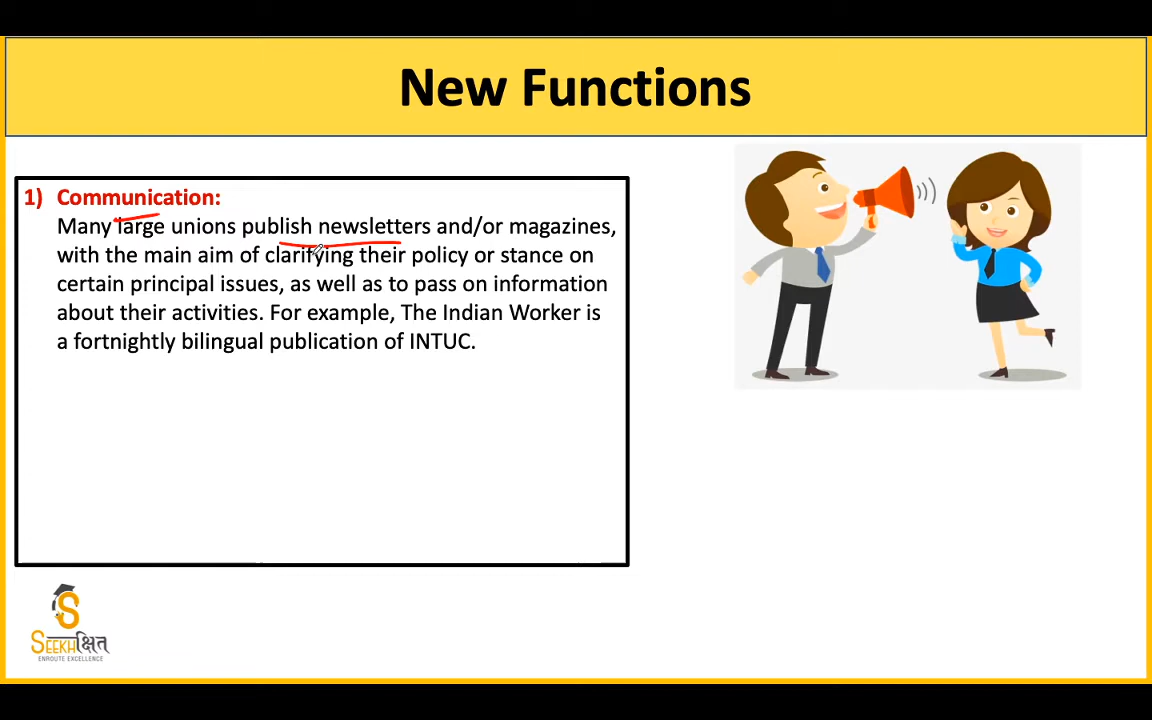 New Functions
1) Communication:
Many large unions publish newsletters and/or magazines,
with the main aim of clarifying their policy or stance on
certain principal issues, as well as to pass on information
about their activities. For example, The Indian Worker is
a fortnightly bilingual publication of INTUC.
S
SEEKHक्षित
ENROUTE EXCELLENCE